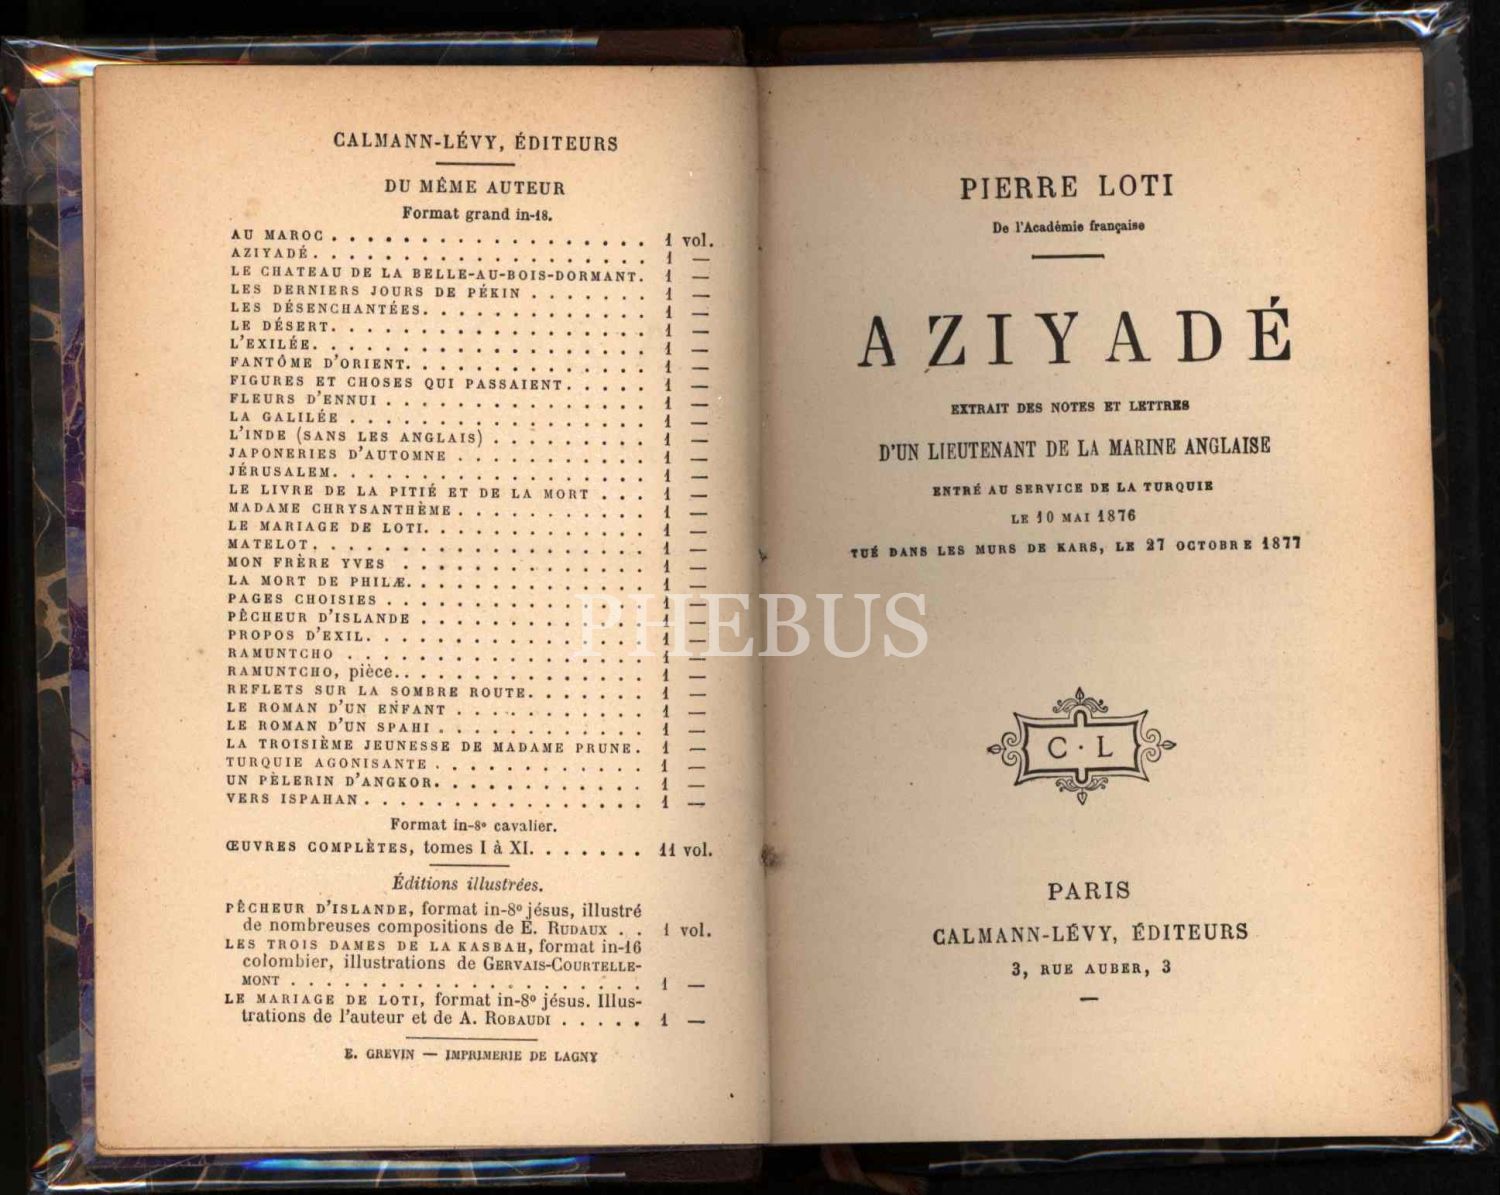 CALMANN-LÉVY, ÉDITEURS
DU MÊME AUTEUR
Format grand in-18.
AU MAROC . . . . . . . . . . . . . . . . . . 1 vol.
AZIYADÉ. . . . . . . . . . . . . . . . . . . 1 —
LE CHATEAU DE LA BELLE-AU-BOIS-DORMANT. 1 —
LES DERNIERS JOURS DE PÉKIN . . . . . . . 1 —
LES DÉSENCHANTÉES. . . . . . . . . . . . . 1 —
LE DÉSERT. . . . . . . . . . . . . . . . . . 1 —
L'EXILÉE. . . . . . . . . . . . . . . . . . . 1 —
FANTÔME D'ORIENT. . . . . . . . . . . . . . 1 —
FIGURES ET CHOSES QUI PASSAIENT. . . . . 1 —
FLEURS D'ENNUI . . . . . . . . . . . . . . . 1 —
LA GALILÉE . . . . . . . . . . . . . . . . . 1 —
L'INDE (SANS LES ANGLAIS) . . . . . . . . . 1 —
JAPONERIES D'AUTOMNE . . . . . . . . . . . 1 —
JÉRUSALEM. . . . . . . . . . . . . . . . . . 1 —
LE LIVRE DE LA PITIÉ ET DE LA MORT . . . 1 —
MADAME CHRYSANTHÈME . . . . . . . . . . . 1 —
LE MARIAGE DE LOTI. . . . . . . . . . . . . 1 —
MATELOT. . . . . . . . . . . . . . . . . . . 1 —
MON FRÈRE YVES . . . . . . . . . . . . . . 1 —
LA MORT DE PHILÆ. . . . . . . . . . . . . . 1 —
PAGES CHOISIES . . . . . . . . . . . . . . . 1 —
PÊCHEUR D'ISLANDE . . . . . . . . . . . . . 1 —
PROPOS D'EXIL. . . . . . . . . . . . . . . . 1 —
RAMUNTCHO . . . . . . . . . . . . . . . . . 1 —
RAMUNTCHO, pièce. . . . . . . . . . . . . . . 1 —
REFLETS SUR LA SOMBRE ROUTE. . . . . . . 1 —
LE ROMAN D'UN ENFANT . . . . . . . . . . . 1 —
LE ROMAN D'UN SPAHI . . . . . . . . . . . . 1 —
LA TROISIÈME JEUNESSE DE MADAME PRUNE. 1 —
TURQUIE AGONISANTE . . . . . . . . . . . . 1 —
UN PÈLERIN D'ANGKOR. . . . . . . . . . . . 1 —
VERS ISPAHAN . . . . . . . . . . . . . . . . 1 —
Format in-8° cavalier.
ŒUVRES COMPLÈTES, tomes I à XI. . . . . . . 11 vol.
Éditions illustrées.
PÊCHEUR D'ISLANDE, format in-8° jésus, illustré
de nombreuses compositions de E. RUDAUX . . 1 vol.
LES TROIS DAMES DE LA KASBAH, format in-16
colombier, illustrations de GERVAIS-COURTELLE-
MONT . . . . . . . . . . . . . . . . . . . . 1 —
LE MARIAGE DE LOTI, format in-8° jésus. Illus-
trations de l'auteur et de A. ROBAUDI . . . . . 1 —
E. GREVIN — IMPRIMERIE DE LAGNY
PIERRE LOTI
De l'Académie française
AZIYADÉ
EXTRAIT DES NOTES ET LETTRES
D'UN LIEUTENANT DE LA MARINE ANGLAISE
ENTRÉ AU SERVICE DE LA TURQUIE
LE 10 MAI 1876
TUÉ DANS LES MURS DE KARS, LE 27 OCTOBRE 1877
PHEBUS
C · L
PARIS
CALMANN-LÉVY, ÉDITEURS
3, RUE AUBER, 3